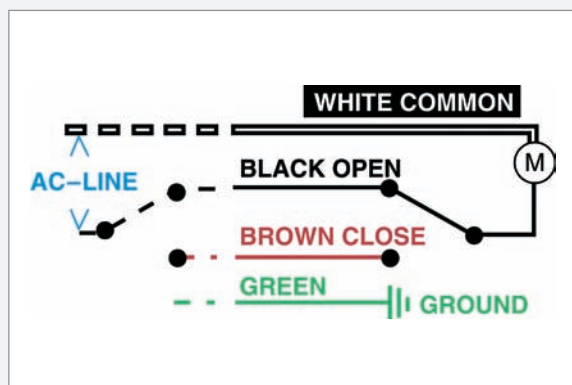 WHITE COMMON
M
BLACK OPEN
AC–LINE
BROWN CLOSE
GREEN
GROUND